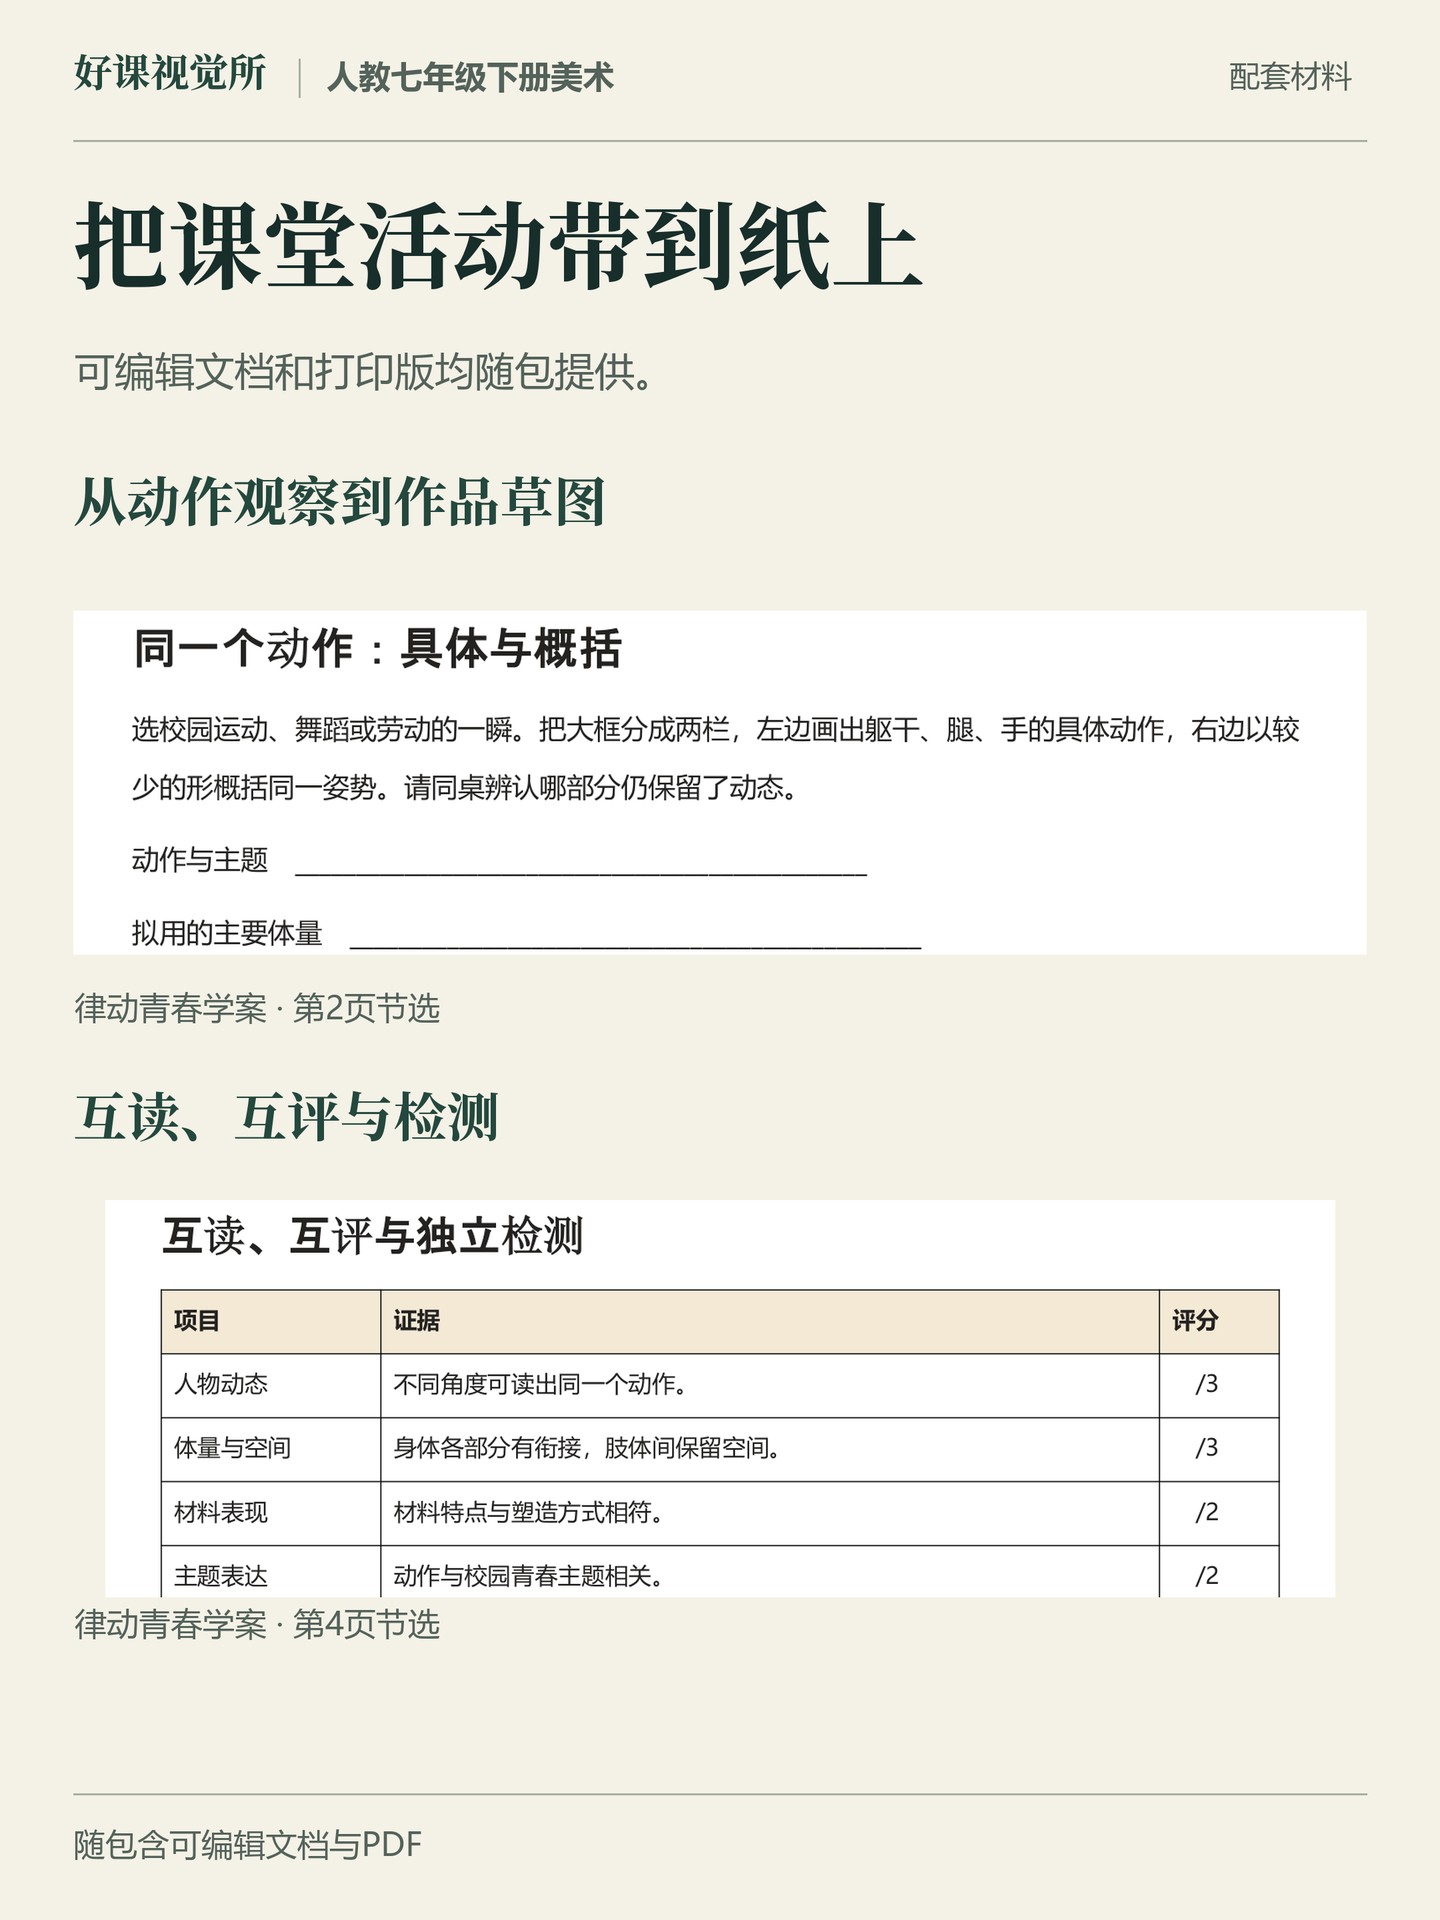 好课视觉所 | 人教七年级下册美术 配套材料
把课堂活动带到纸上
可编辑文档和打印版均随包提供。
从动作观察到作品草图
同一个动作：具体与概括
选校园运动、舞蹈或劳动的一瞬。把大框分成两栏，左边画出躯干、腿、手的具体动作，右边以较
少的形概括同一姿势。请同桌辨认哪部分仍保留了动态。
动作与主题 ______________________________________________
拟用的主要体量 ______________________________________________
律动青春学案 · 第2页节选
互读、互评与检测
互读、互评与独立检测
项目 证据 评分
人物动态 不同角度可读出同一个动作。 /3
体量与空间 身体各部分有衔接，肢体间保留空间。 /3
材料表现 材料特点与塑造方式相符。 /2
主题表达 动作与校园青春主题相关。 /2
律动青春学案 · 第4页节选
随包含可编辑文档与PDF